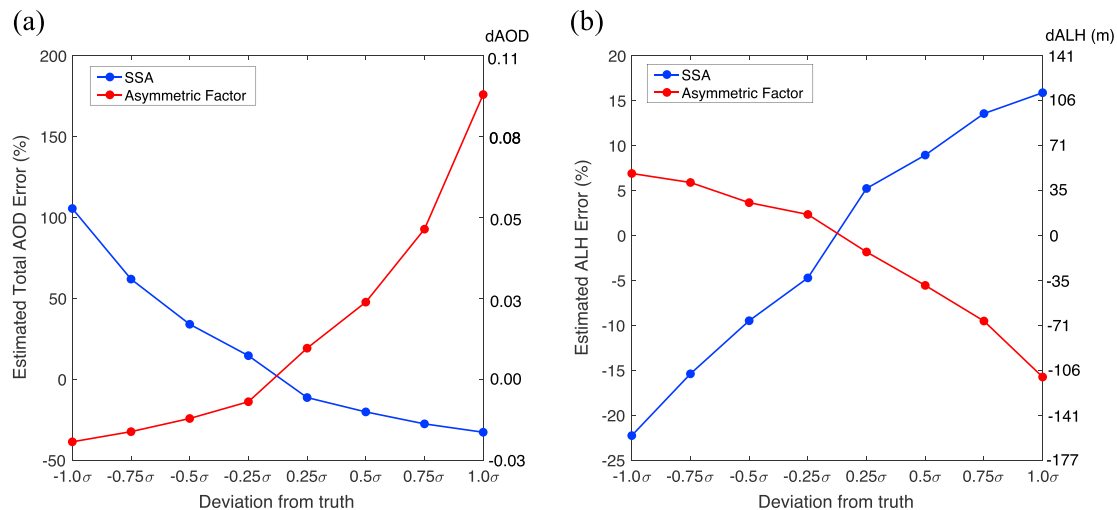 (a)
dAOD
200
150
100
50
0
-50
Estimated Total AOD Error (%)
SSA
Asymmetric Factor
0.11
0.08
0.05
0.03
0.00
-0.03
-1.0σ -0.75σ -0.5σ -0.25σ 0.25σ 0.5σ 0.75σ 1.0σ
Deviation from truth
(b)
dALH (m)
20
15
10
5
0
-5
-10
-15
-20
-25
Estimated ALH Error (%)
SSA
Asymmetric Factor
141
106
71
35
0
-35
-71
-106
-141
-177
-1.0σ -0.75σ -0.5σ -0.25σ 0.25σ 0.5σ 0.75σ 1.0σ
Deviation from truth